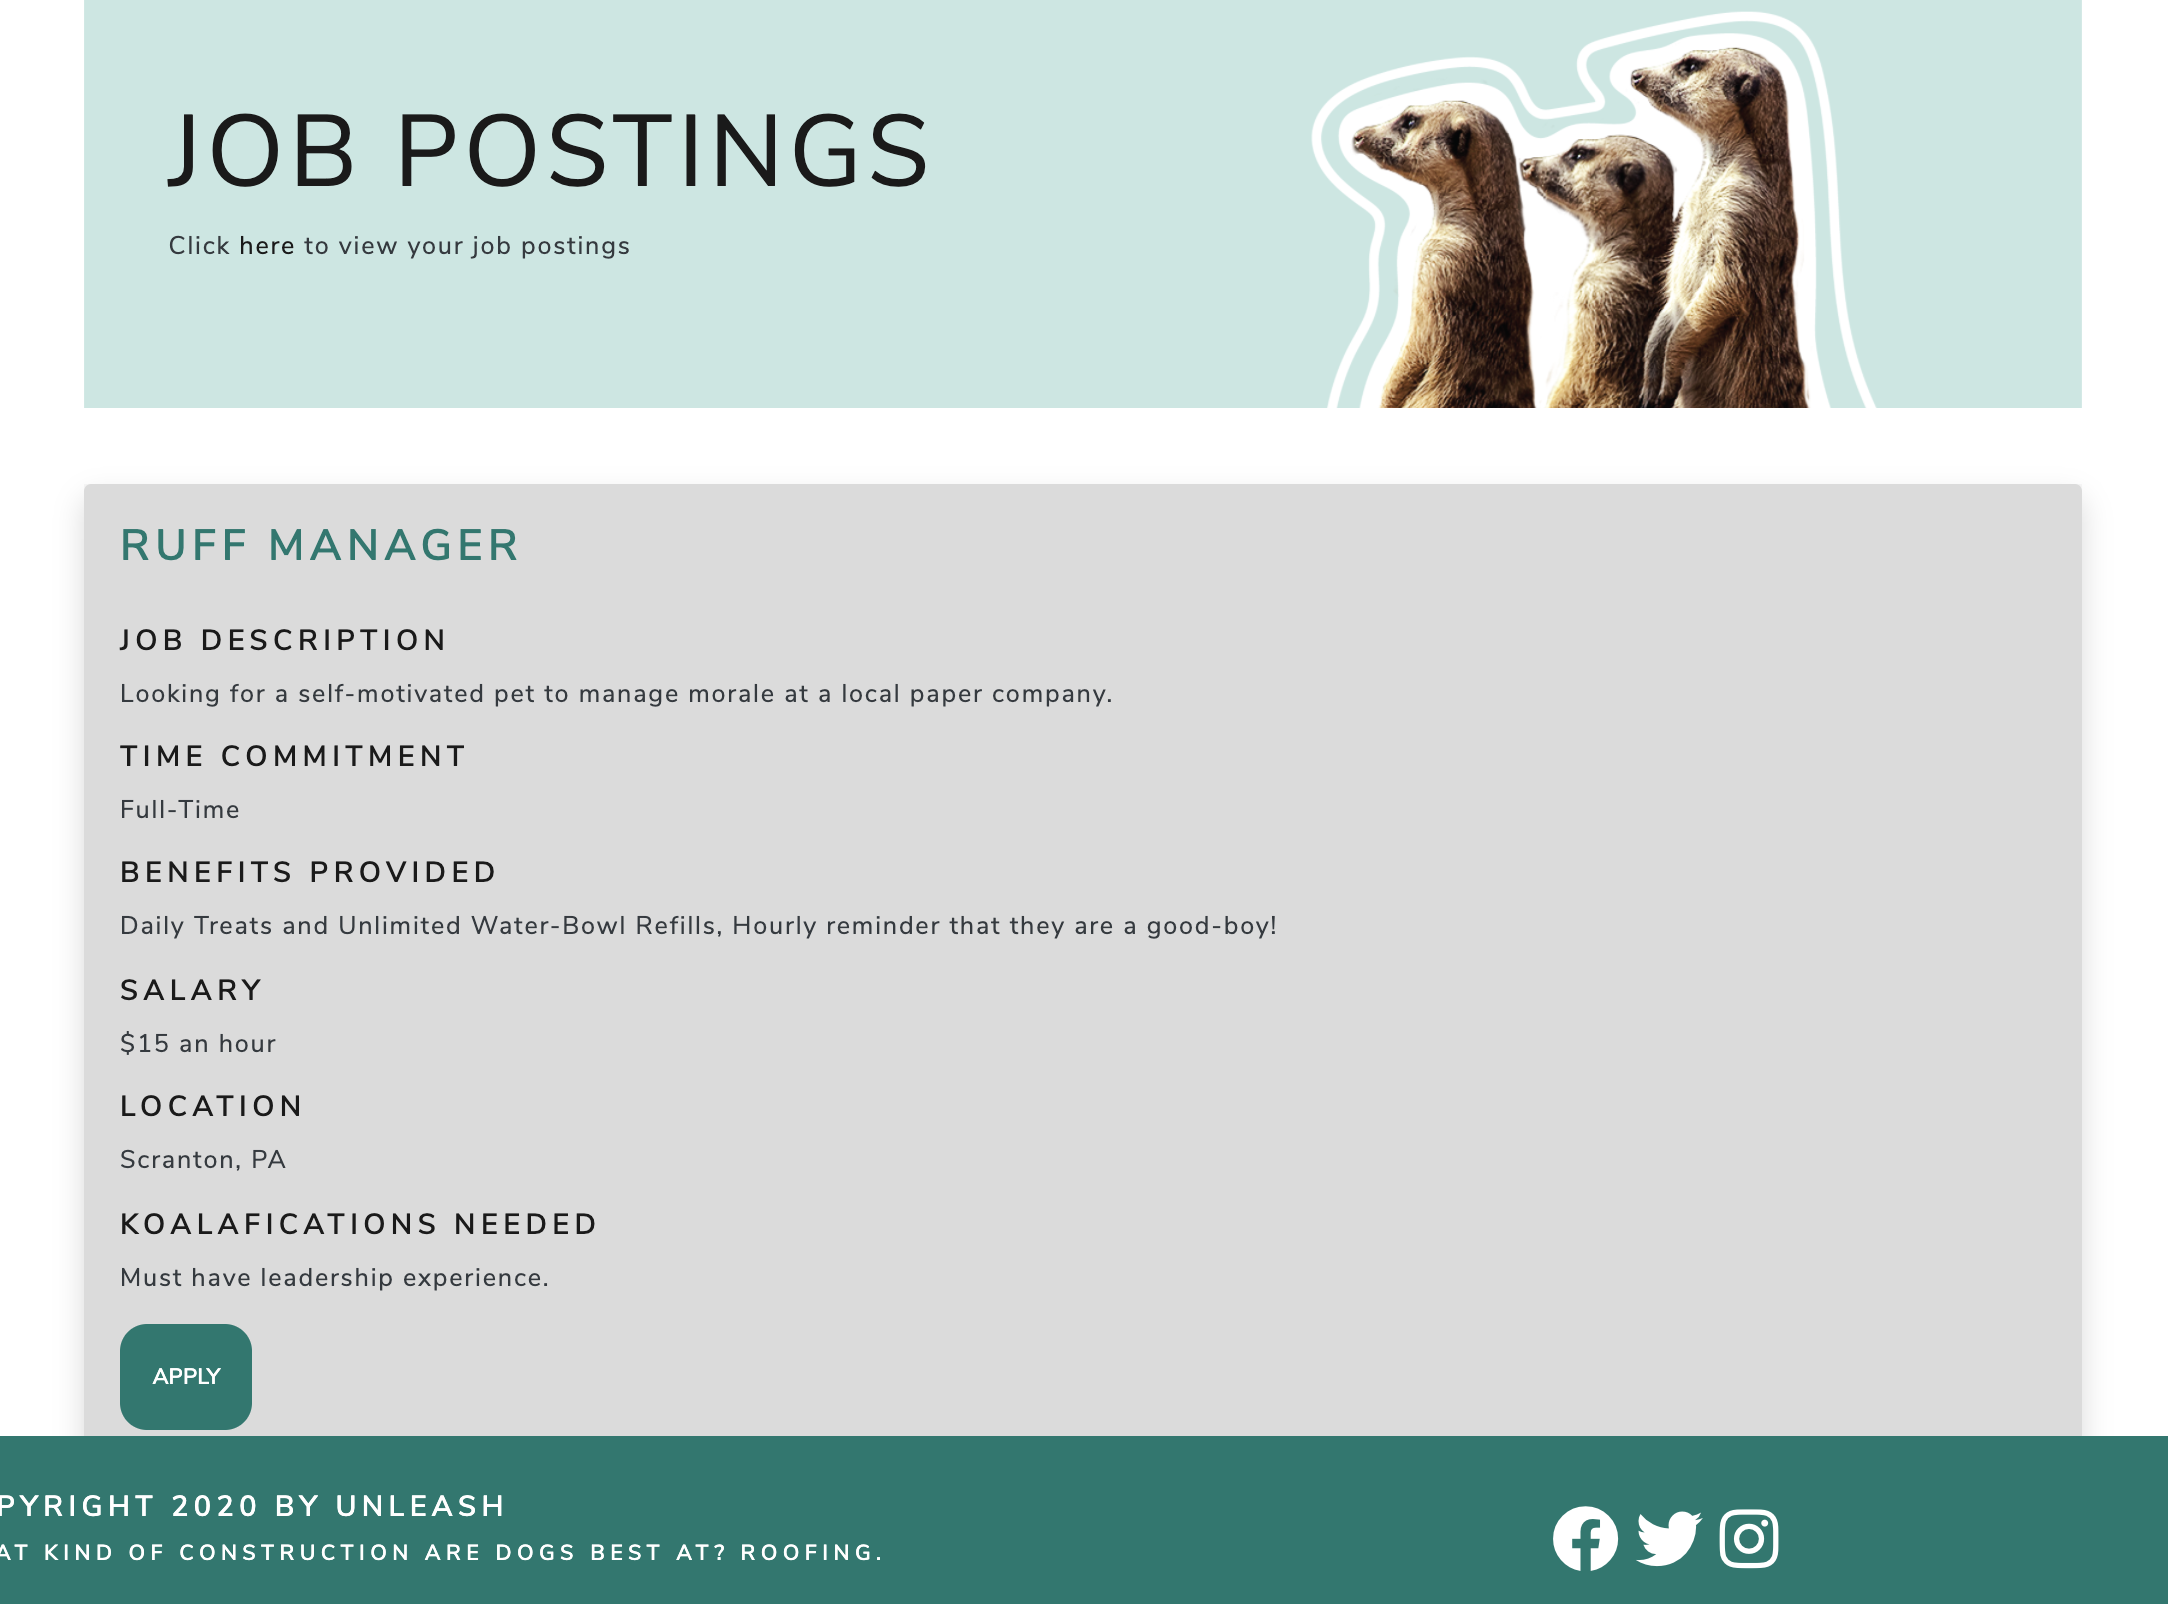 JOB POSTINGS
Click here to view your job postings
RUFF MANAGER
JOB DESCRIPTION
Looking for a self-motivated pet to manage morale at a local paper company.
TIME COMMITMENT
Full-Time
BENEFITS PROVIDED
Daily Treats and Unlimited Water-Bowl Refills, Hourly reminder that they are a good-boy!
SALARY
$15 an hour
LOCATION
Scranton, PA
KOALAFICATIONS NEEDED
Must have leadership experience.
APPLY
PYRIGHT 2020 BY UNLEASH
AT KIND OF CONSTRUCTION ARE DOGS BEST AT? ROOFING.